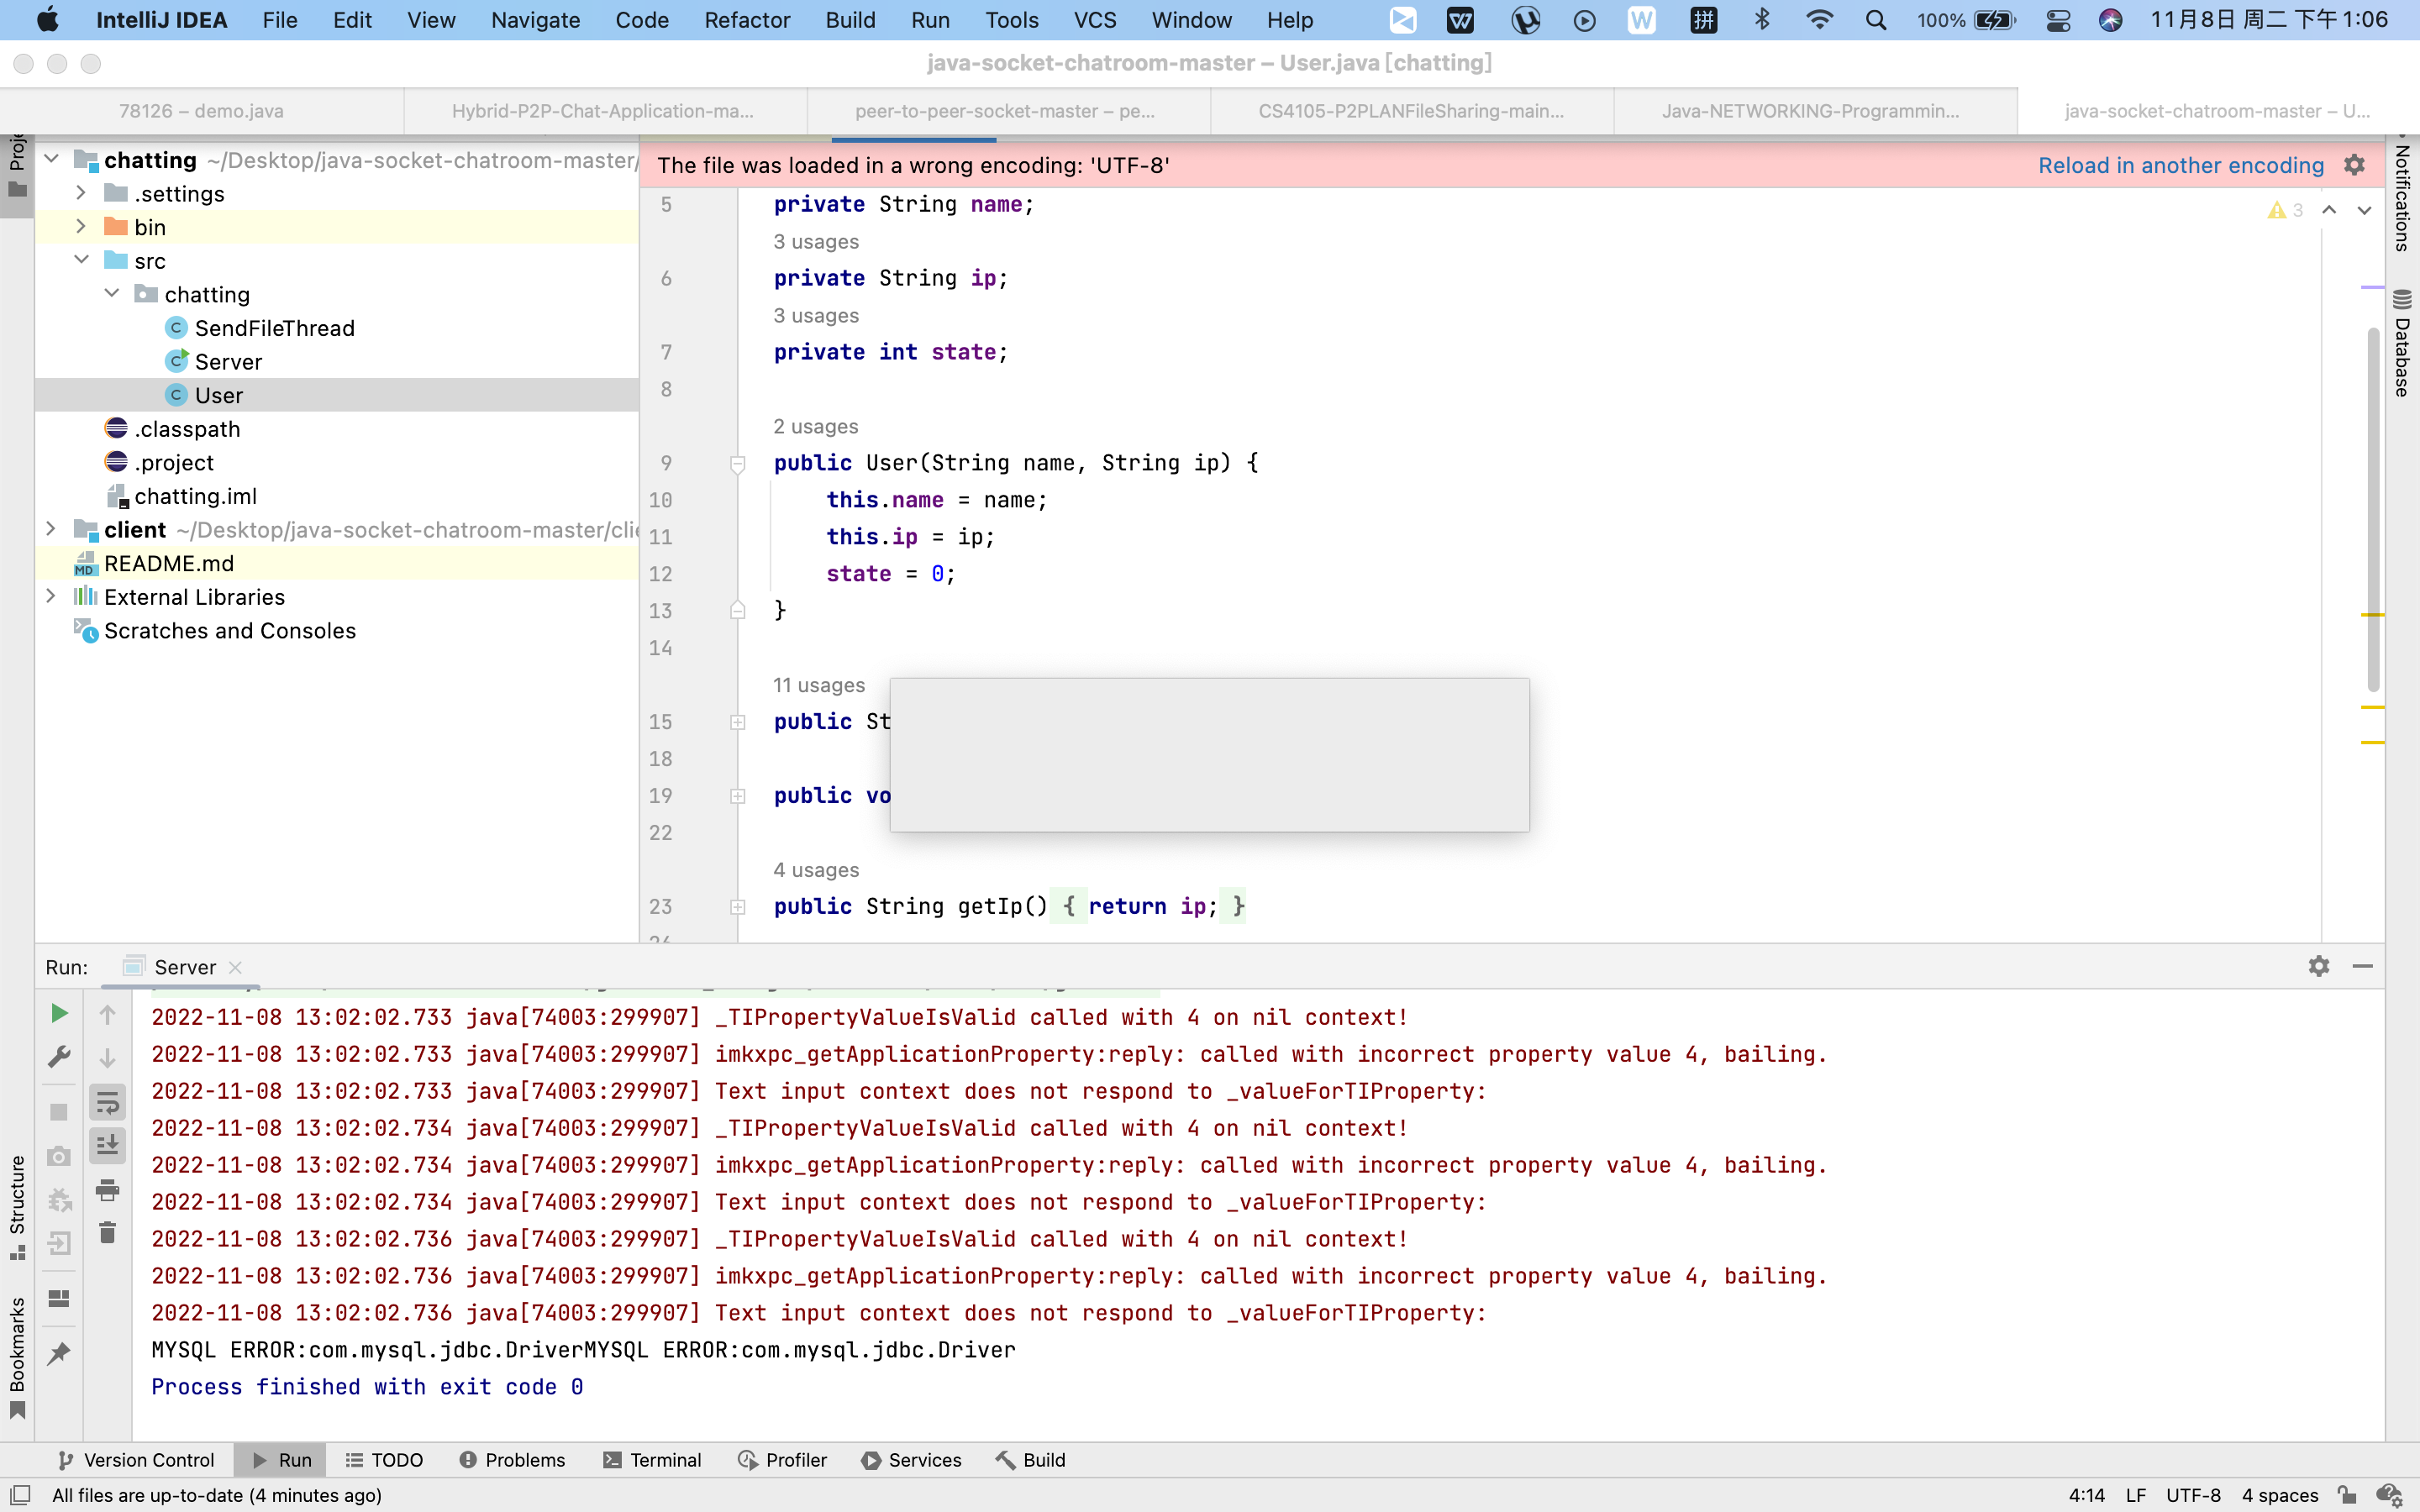 IntelliJ IDEA File Edit View Navigate Code Refactor Build Run Tools VCS Window Help W 拼 100% 11月8日 周二 下午 1:06
java-socket-chatroom-master – User.java [chatting]
78126 – demo.java Hybrid-P2P-Chat-Application-ma... peer-to-peer-socket-master – pe... CS4105-P2PLANFileSharing-main... Java-NETWORKING-Programmin... java-socket-chatroom-master – U...
chatting ~/Desktop/java-socket-chatroom-master/
.settings
bin
src
chatting
SendFileThread
Server
User
.classpath
.project
chatting.iml
client ~/Desktop/java-socket-chatroom-master/cli
README.md
External Libraries
Scratches and Consoles
The file was loaded in a wrong encoding: 'UTF-8' Reload in another encoding
3
5 private String name;
3 usages
6 private String ip;
3 usages
7 private int state;
8
2 usages
9 public User(String name, String ip) {
10 this.name = name;
11 this.ip = ip;
12 state = 0;
13 }
14
11 usages
15 public St
18
19 public vo
22
4 usages
23 public String getIp() { return ip; }
Notifications
Database
Structure
Bookmarks
Run: Server
2022-11-08 13:02:02.733 java[74003:299907] _TIPropertyValueIsValid called with 4 on nil context!
2022-11-08 13:02:02.733 java[74003:299907] imkxpc_getApplicationProperty:reply: called with incorrect property value 4, bailing.
2022-11-08 13:02:02.733 java[74003:299907] Text input context does not respond to _valueForTIProperty:
2022-11-08 13:02:02.734 java[74003:299907] _TIPropertyValueIsValid called with 4 on nil context!
2022-11-08 13:02:02.734 java[74003:299907] imkxpc_getApplicationProperty:reply: called with incorrect property value 4, bailing.
2022-11-08 13:02:02.734 java[74003:299907] Text input context does not respond to _valueForTIProperty:
2022-11-08 13:02:02.736 java[74003:299907] _TIPropertyValueIsValid called with 4 on nil context!
2022-11-08 13:02:02.736 java[74003:299907] imkxpc_getApplicationProperty:reply: called with incorrect property value 4, bailing.
2022-11-08 13:02:02.736 java[74003:299907] Text input context does not respond to _valueForTIProperty:
MYSQL ERROR:com.mysql.jdbc.DriverMYSQL ERROR:com.mysql.jdbc.Driver
Process finished with exit code 0
Version Control Run TODO Problems Terminal Profiler Services Build
All files are up-to-date (4 minutes ago) 4:14 LF UTF-8 4 spaces